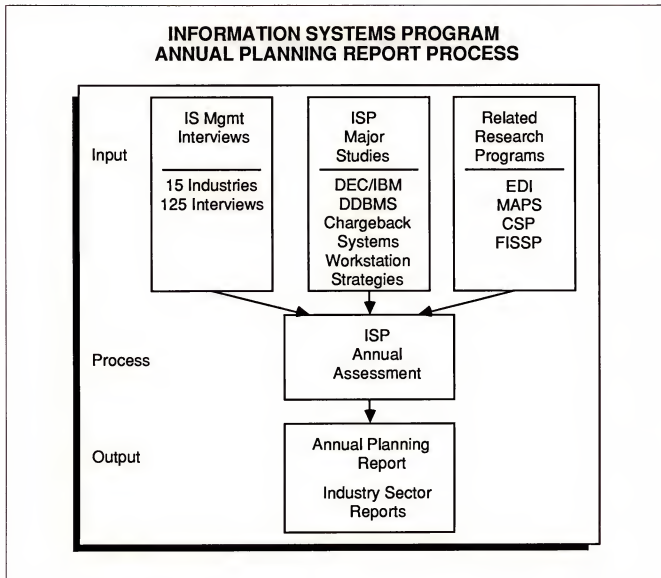 INFORMATION SYSTEMS PROGRAM
ANNUAL PLANNING REPORT PROCESS
Input
IS Mgmt
Interviews
15 Industries
125 Interviews
ISP
Major
Studies
DEC/IBM
DDBMS
Chargeback
Systems
Workstation
Strategies
Related
Research
Programs
EDI
MAPS
CSP
FISSP
Process
ISP
Annual
Assessment
Output
Annual Planning
Report
Industry Sector
Reports